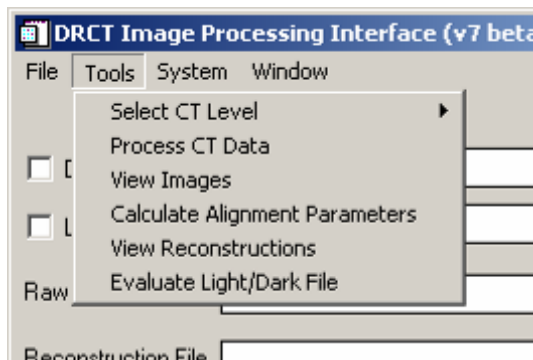 DRCT Image Processing Interface (v7 beta
File Tools System Window
Select CT Level
Process CT Data
View Images
Calculate Alignment Parameters
View Reconstructions
Evaluate Light/Dark File
Raw
Reconstruction File